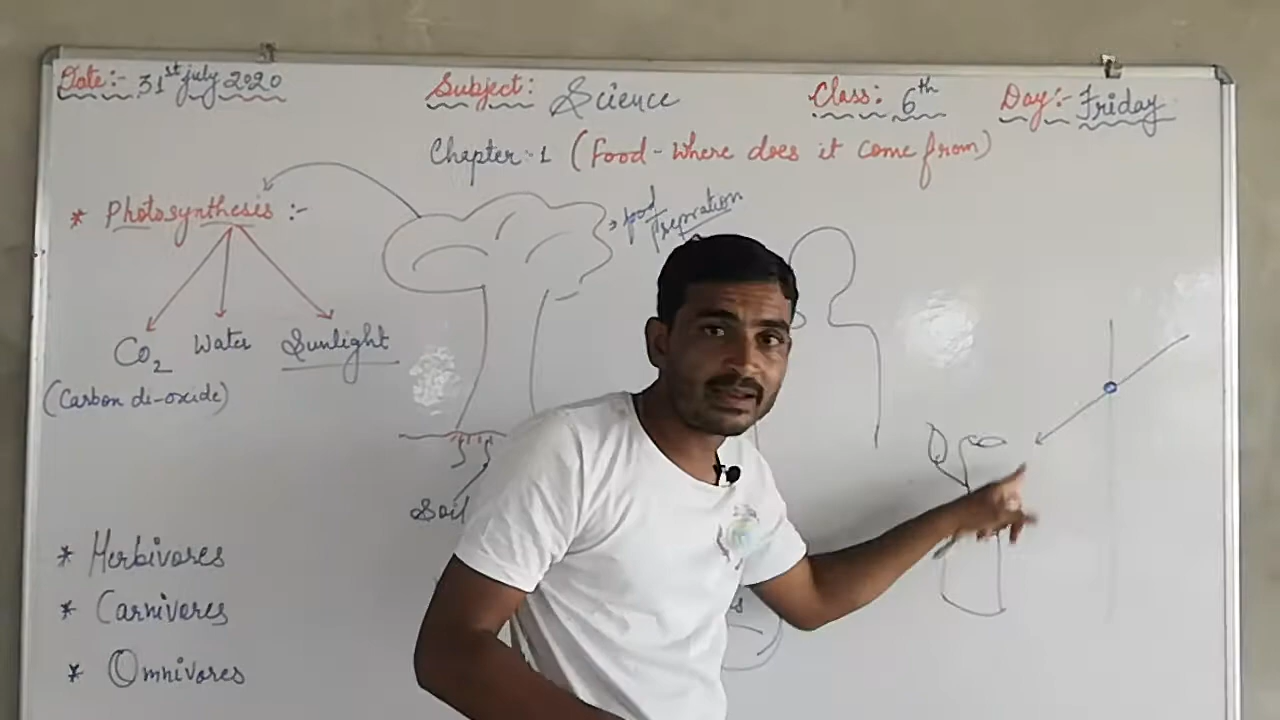 Date:- 31st july 2020
Subject: Science
Class: 6th
Day:- Friday
Chapter:-1 (Food - Where does it come from)
* Photosynthesis :-
food
CO2 Water Sunlight
(Carbon di-oxide)
Soil
* Herbivores
* Carnivores
* Omnivores